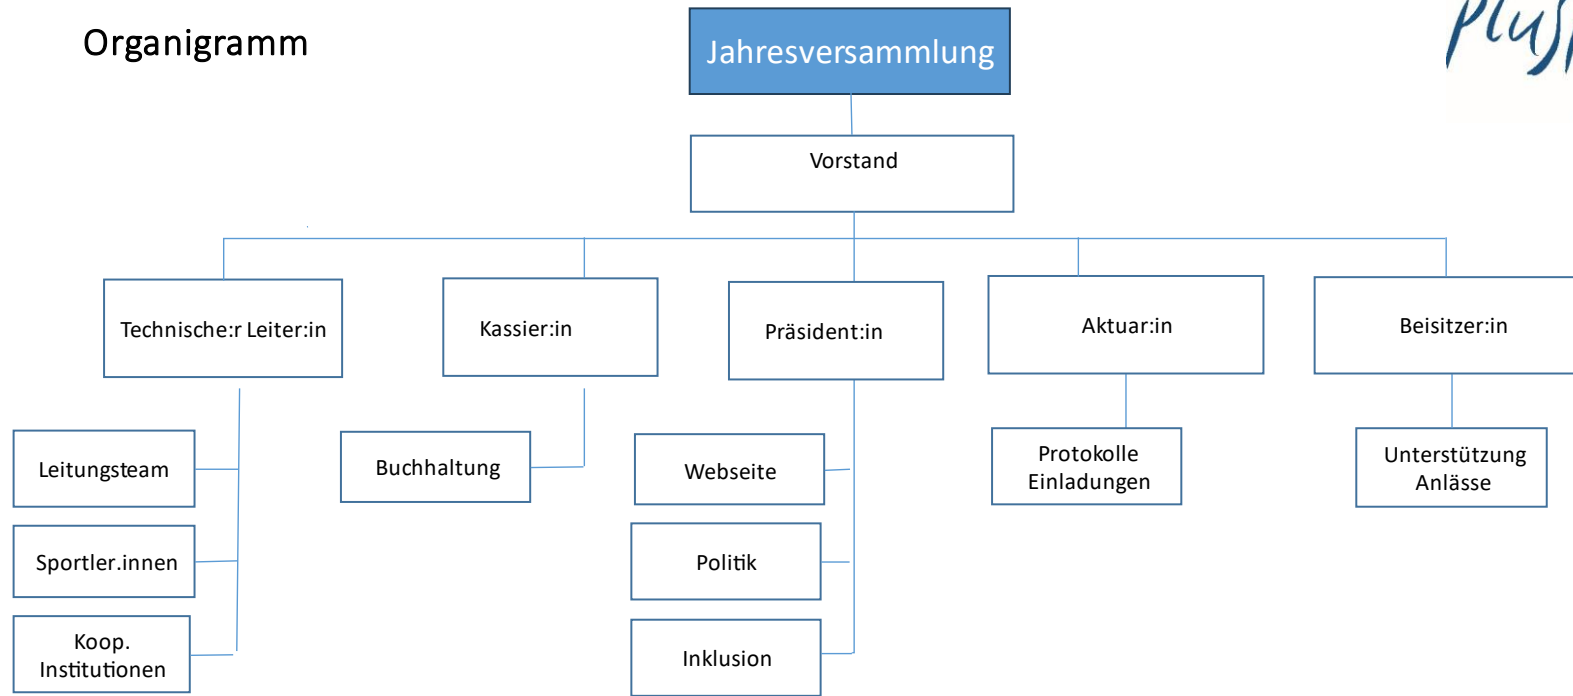 Organigramm
Jahresversammlung
Vorstand
Technische:r Leiter:in
Kassier:in
Präsident:in
Aktuar:in
Beisitzer:in
Leitungsteam
Buchhaltung
Webseite
Protokolle
Einladungen
Unterstützung
Anlässe
Sportler.innen
Politik
Koop.
Institutionen
Inklusion